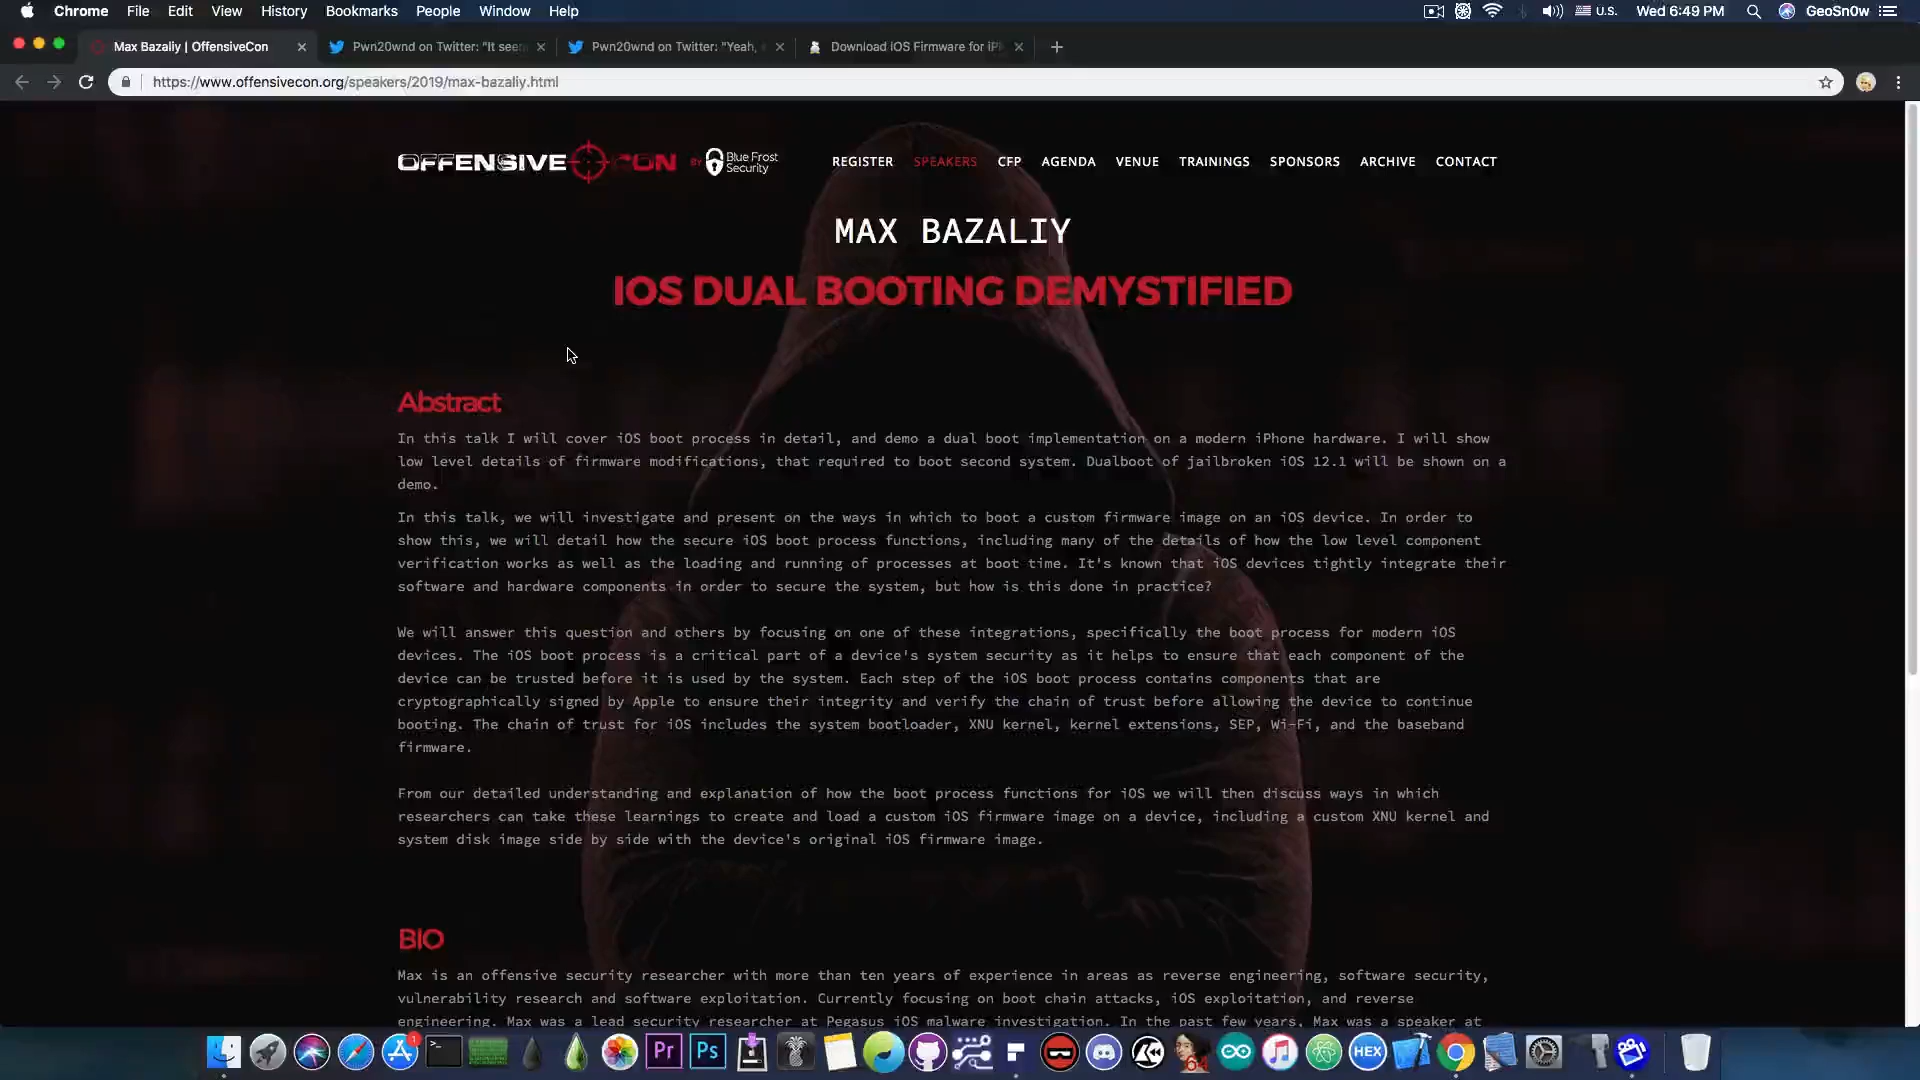 Chrome File Edit View History Bookmarks People Window Help U.S. Wed 6:49 PM GeoSn0w
Max Bazaliy | OffensiveCon Pwn20wnd on Twitter: "It seen Pwn20wnd on Twitter: "Yeah, Download iOS Firmware for iP
https://www.offensivecon.org/speakers/2019/max-bazaliy.html
OFFENSIVE CON BY Blue Frost Security REGISTER SPEAKERS CFP AGENDA VENUE TRAININGS SPONSORS ARCHIVE CONTACT
MAX BAZALIY
IOS DUAL BOOTING DEMYSTIFIED
Abstract
In this talk I will cover iOS boot process in detail, and demo a dual boot implementation on a modern iPhone hardware. I will show
low level details of firmware modifications, that required to boot second system. Dualboot of jailbroken iOS 12.1 will be shown on a
demo.
In this talk, we will investigate and present on the ways in which to boot a custom firmware image on an iOS device. In order to
show this, we will detail how the secure iOS boot process functions, including many of the details of how the low level component
verification works as well as the loading and running of processes at boot time. It's known that iOS devices tightly integrate their
software and hardware components in order to secure the system, but how is this done in practice?
We will answer this question and others by focusing on one of these integrations, specifically the boot process for modern iOS
devices. The iOS boot process is a critical part of a device's system security as it helps to ensure that each component of the
device can be trusted before it is used by the system. Each step of the iOS boot process contains components that are
cryptographically signed by Apple to ensure their integrity and verify the chain of trust before allowing the device to continue
booting. The chain of trust for iOS includes the system bootloader, XNU kernel, kernel extensions, SEP, Wi-Fi, and the baseband
firmware.
From our detailed understanding and explanation of how the boot process functions for iOS we will then discuss ways in which
researchers can take these learnings to create and load a custom iOS firmware image on a device, including a custom XNU kernel and
system disk image side by side with the device's original iOS firmware image.
BIO
Max is an offensive security researcher with more than ten years of experience in areas as reverse engineering, software security,
vulnerability research and software exploitation. Currently focusing on boot chain attacks, iOS exploitation, and reverse
engineering. Max was a lead security researcher at Pegasus iOS malware investigation. In the past few years, Max was a speaker at
1 Pr Ps 64 HEX